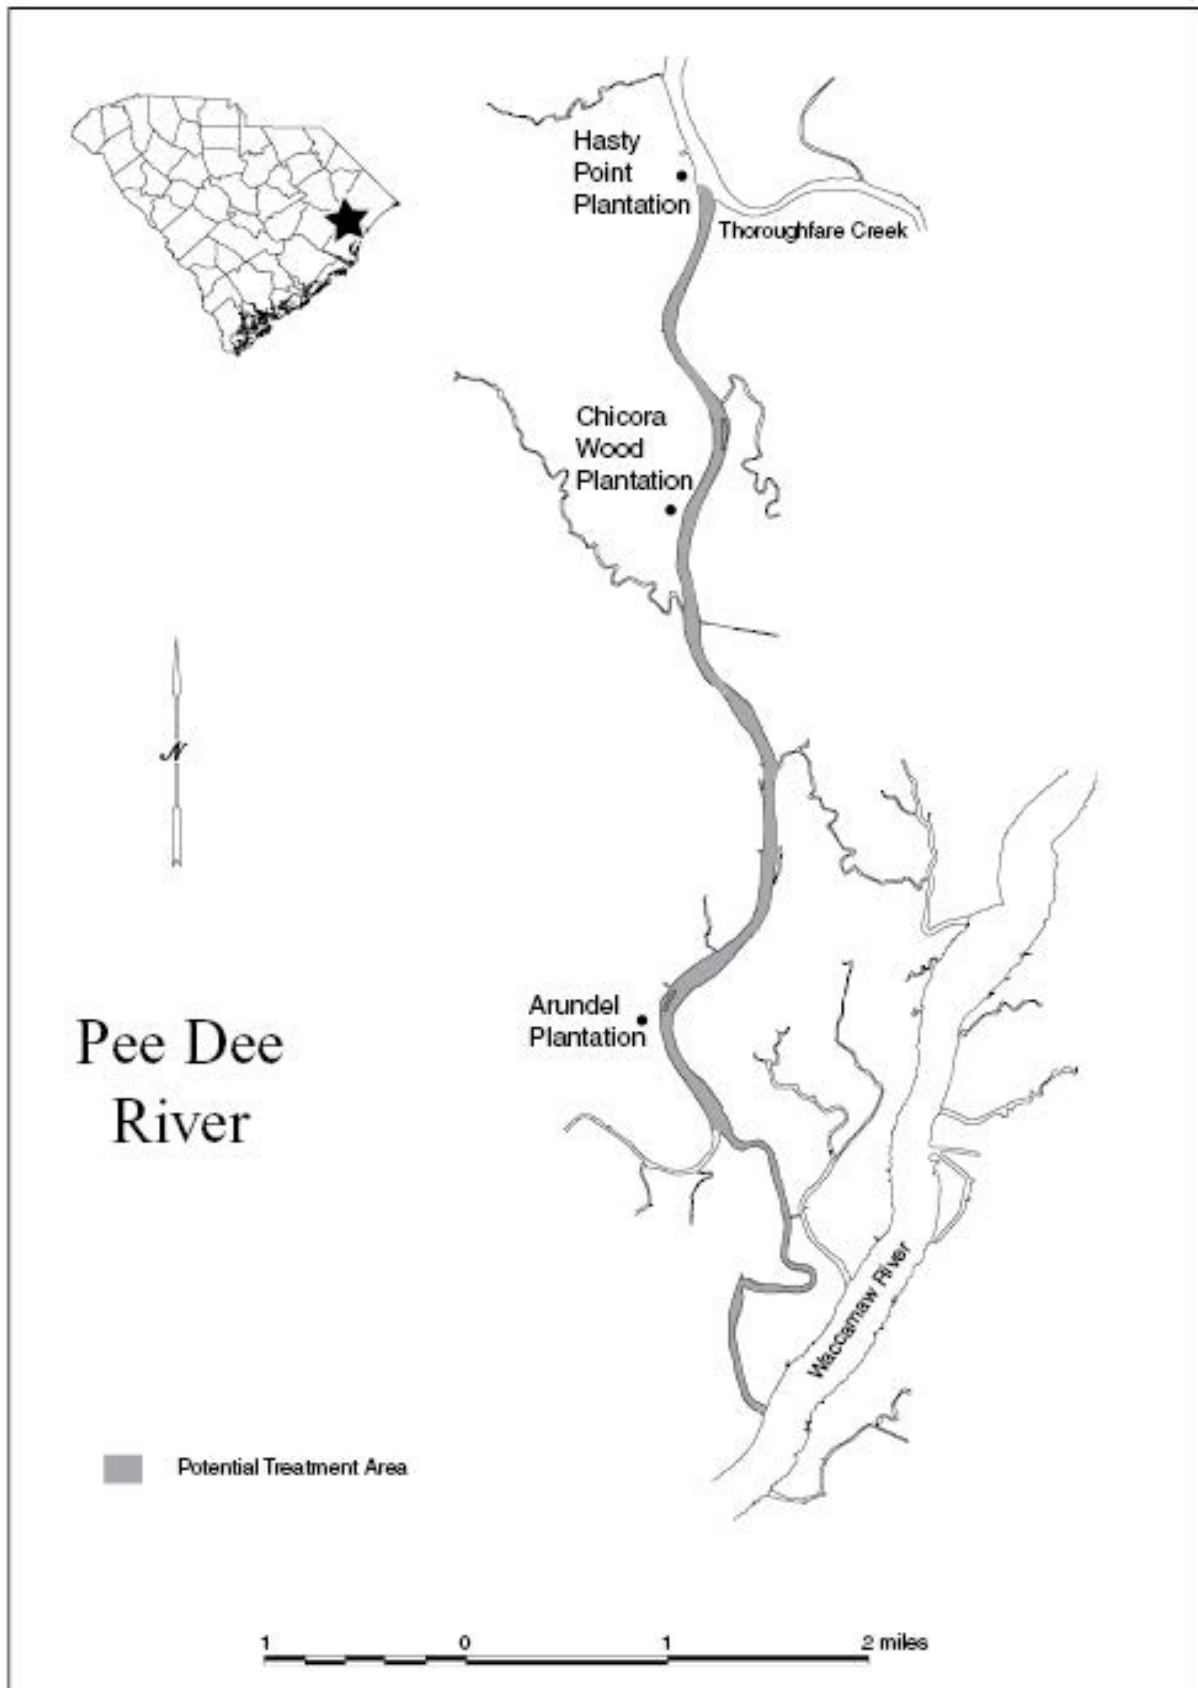 Hasty
Point
Plantation
Thoroughfare Creek
Chicora
Wood
Plantation
N
Arundel
Plantation
Pee Dee
River
Waccamaw River
Potential Treatment Area
1 0 1 2 miles